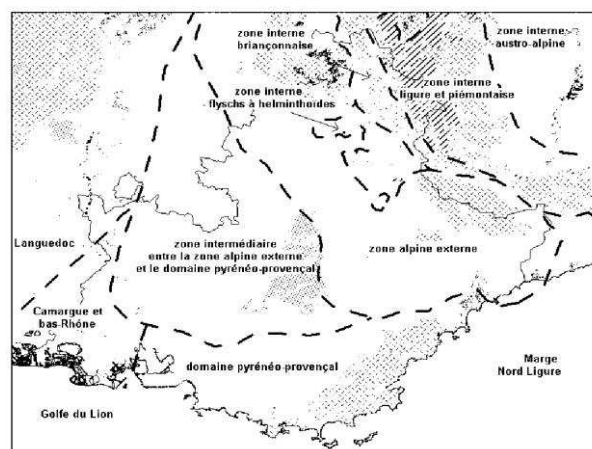 zone interne
briançonnaise
zone interne
austro-alpine
zone interne
flyschs à helminthoïdes
zone interne
ligure et piémontaise
Languedoc
zone intermédiaire
entre la zone alpine externe
et le domaine pyrénéo-provençal
zone alpine externe
Camargue et
bas-Rhône
domaine pyrénéo-provençal
Marge
Nord Ligure
Golfe du Lion